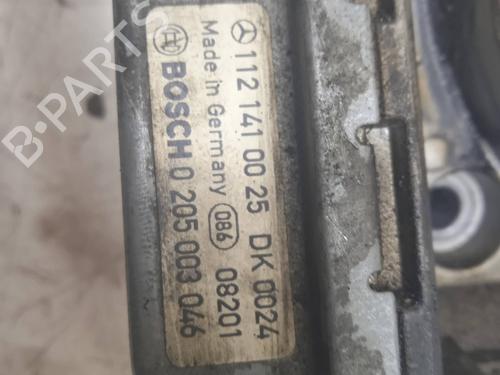 112 141 00 25 DK 0024
Made in Germany 086 08201
BOSCH 0 205 003 046
B-PARTS